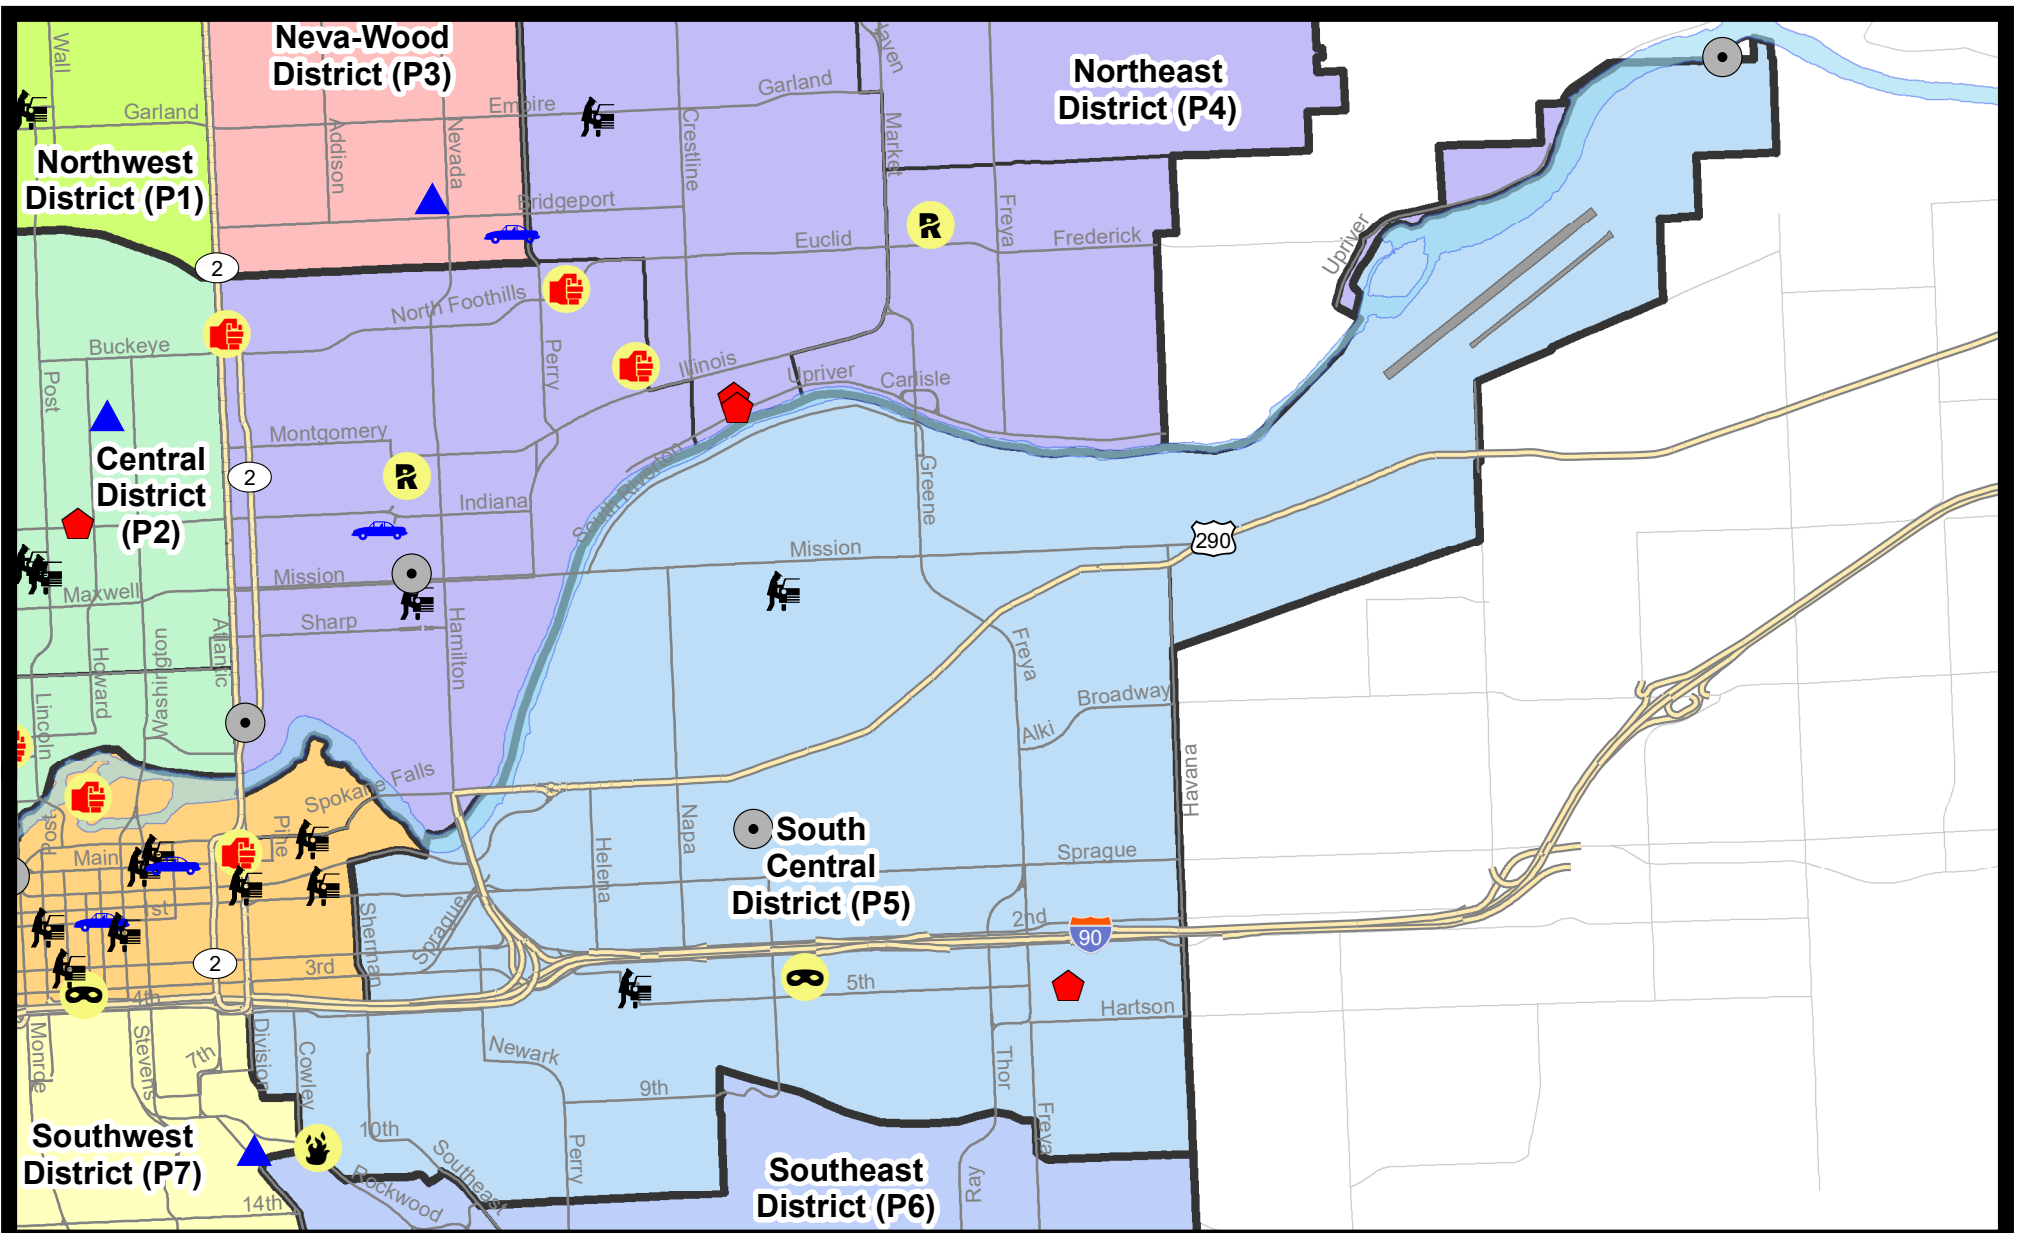 Neva-Wood
District (P3)
Northeast
District (P4)
Northwest
District (P1)
Central
District
(P2)
South
Central
District (P5)
Southwest
District (P7)
Southeast
District (P6)
Wall
Garland
Addison
Nevada
Empire
Garland
Crestline
Haven
Market
Bridgeport
Euclid
Freya
Frederick
Upriver
2
North Foothills
Buckeye
Post
Perry
Illinois
Upriver
Carlisle
Montgomery
2
Indiana
South Riverton
Greene
Mission
290
Mission
Maxwell
Sharp
Hamilton
Atlantic
Washington
Howard
Lincoln
Freya
Broadway
Alki
Havana
Falls
Spokane
Pine
Post
Main
st
Helena
Napa
Sprague
Sprague
Sherman
2nd
90
2
3rd
4th
5th
Hartson
Monroe
Stevens
7th
Division
Cowley
Newark
9th
Thor
Freya
10th
Southeast
Perry
Rockwood
Ray
14th